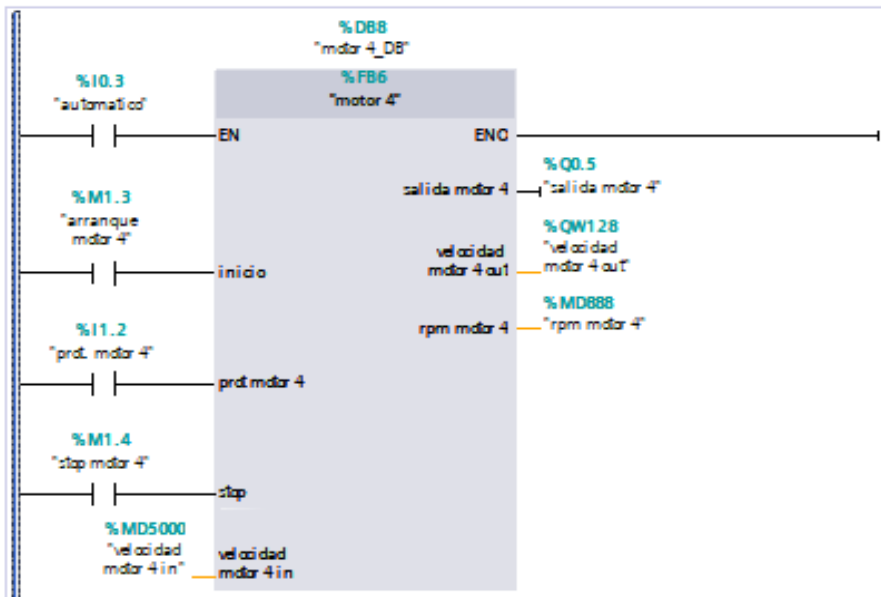 %DB8
"motor 4_DB"
%FB6
"motor 4"
%I0.3
"automatico"
EN
ENO
%M1.3
"arranque
motor 4"
inicio
%I1.2
"prot. motor 4"
prot motor 4
%M1.4
"stop motor 4"
stop
%MD5000
"velocidad
motor 4 in"
velocidad
motor 4 in
salida motor 4
%Q0.5
"salida motor 4"
velocidad
motor 4 out
%QW128
"velocidad
motor 4 out"
rpm motor 4
%MD888
"rpm motor 4"